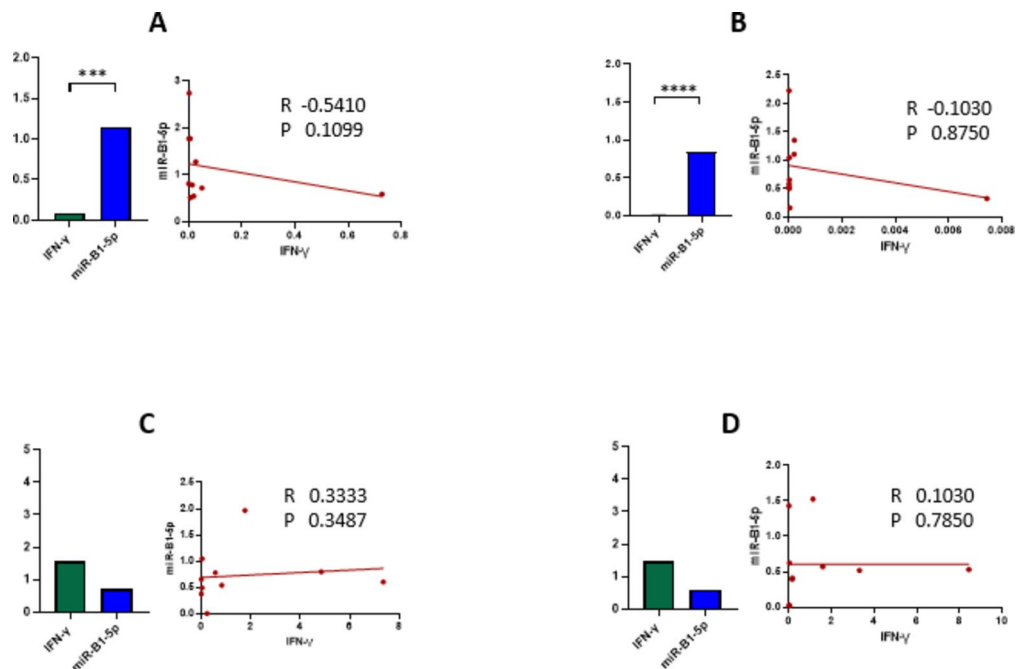 A
2.0
1.5
1.0
0.5
0.0
***
IFN-γ
miR-B1-5p
3
2
1
0
miR-B1-5p
R -0.5410
P 0.1099
0.0 0.2 0.4 0.6 0.8
IFN-γ
B
2.0
1.5
1.0
0.5
0.0
****
IFN-γ
miR-B1-5p
2.5
2.0
1.5
1.0
0.5
0.0
miR-B1-5p
R -0.1030
P 0.8750
0.000 0.002 0.004 0.006 0.008
IFN-γ
C
5
4
3
2
1
0
IFN-γ
miR-B1-5p
2.5
2.0
1.5
1.0
0.5
0.0
miR-B1-5p
R 0.3333
P 0.3487
0 2 4 6 8
IFN-γ
D
5
4
3
2
1
0
IFN-γ
miR-B1-5p
2.0
1.5
1.0
0.5
0.0
miR-B1-5p
R 0.1030
P 0.7850
0 2 4 6 8 10
IFN-γ